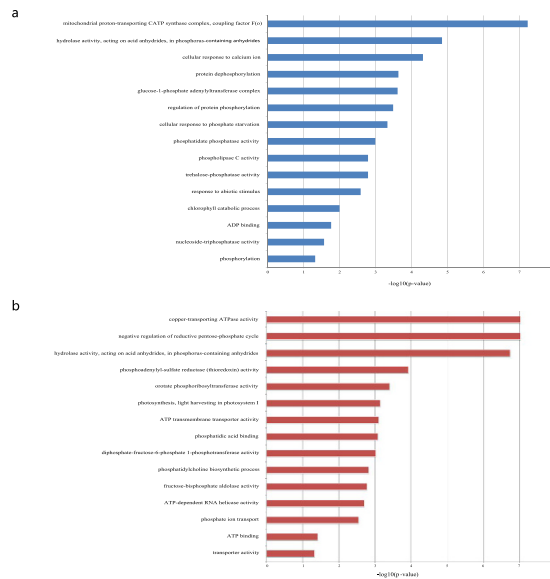 a
mitochondrial proton-transporting CATP synthase complex, coupling factor F(o)
hydrolase activity, acting on acid anhydrides, in phosphorus-containing anhydrides
cellular response to calcium ion
protein dephosphorylation
glucose-1-phosphate adenylyltransferase complex
regulation of protein phosphorylation
cellular response to phosphate starvation
phosphatidate phosphatase activity
phospholipase C activity
trehalose-phosphatase activity
response to abiotic stimulus
chlorophyll catabolic process
ADP binding
nucleoside-triphosphatase activity
phosphorylation
0 1 2 3 4 5 6 7
-log10(p-value)
b
copper-transporting ATPase activity
negative regulation of reductive pentose-phosphate cycle
hydrolase activity, acting on acid anhydrides, in phosphorus-containing anhydrides
phosphoadenylyl-sulfate reductase (thioredoxin) activity
orotate phosphoribosyltransferase activity
photosynthesis, light harvesting in photosystem I
ATP transmembrane transporter activity
phosphatidic acid binding
diphosphate-fructose-6-phosphate 1-phosphotransferase activity
phosphatidylcholine biosynthetic process
fructose-bisphosphate aldolase activity
ATP-dependent RNA helicase activity
phosphate ion transport
ATP binding
transporter activity
0 1 2 3 4 5 6 7
-log10(p-value)